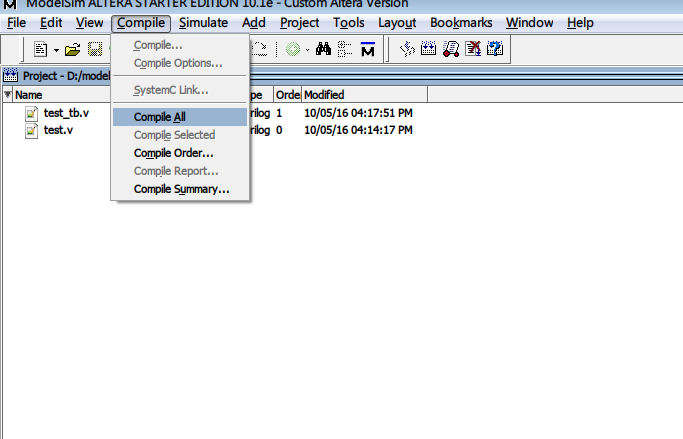 ModelSim ALTERA STARTER EDITION 10.1e - Custom Altera Version
File Edit View Compile Simulate Add Project Tools Layout Bookmarks Window Help
Compile...
Compile Options...
SystemC Link...
Compile All
Compile Selected
Compile Order...
Compile Report...
Compile Summary...
Project - D:/model
Name pe Orde Modified
test_tb.v rilog 1 10/05/16 04:17:51 PM
test.v rilog 0 10/05/16 04:14:17 PM